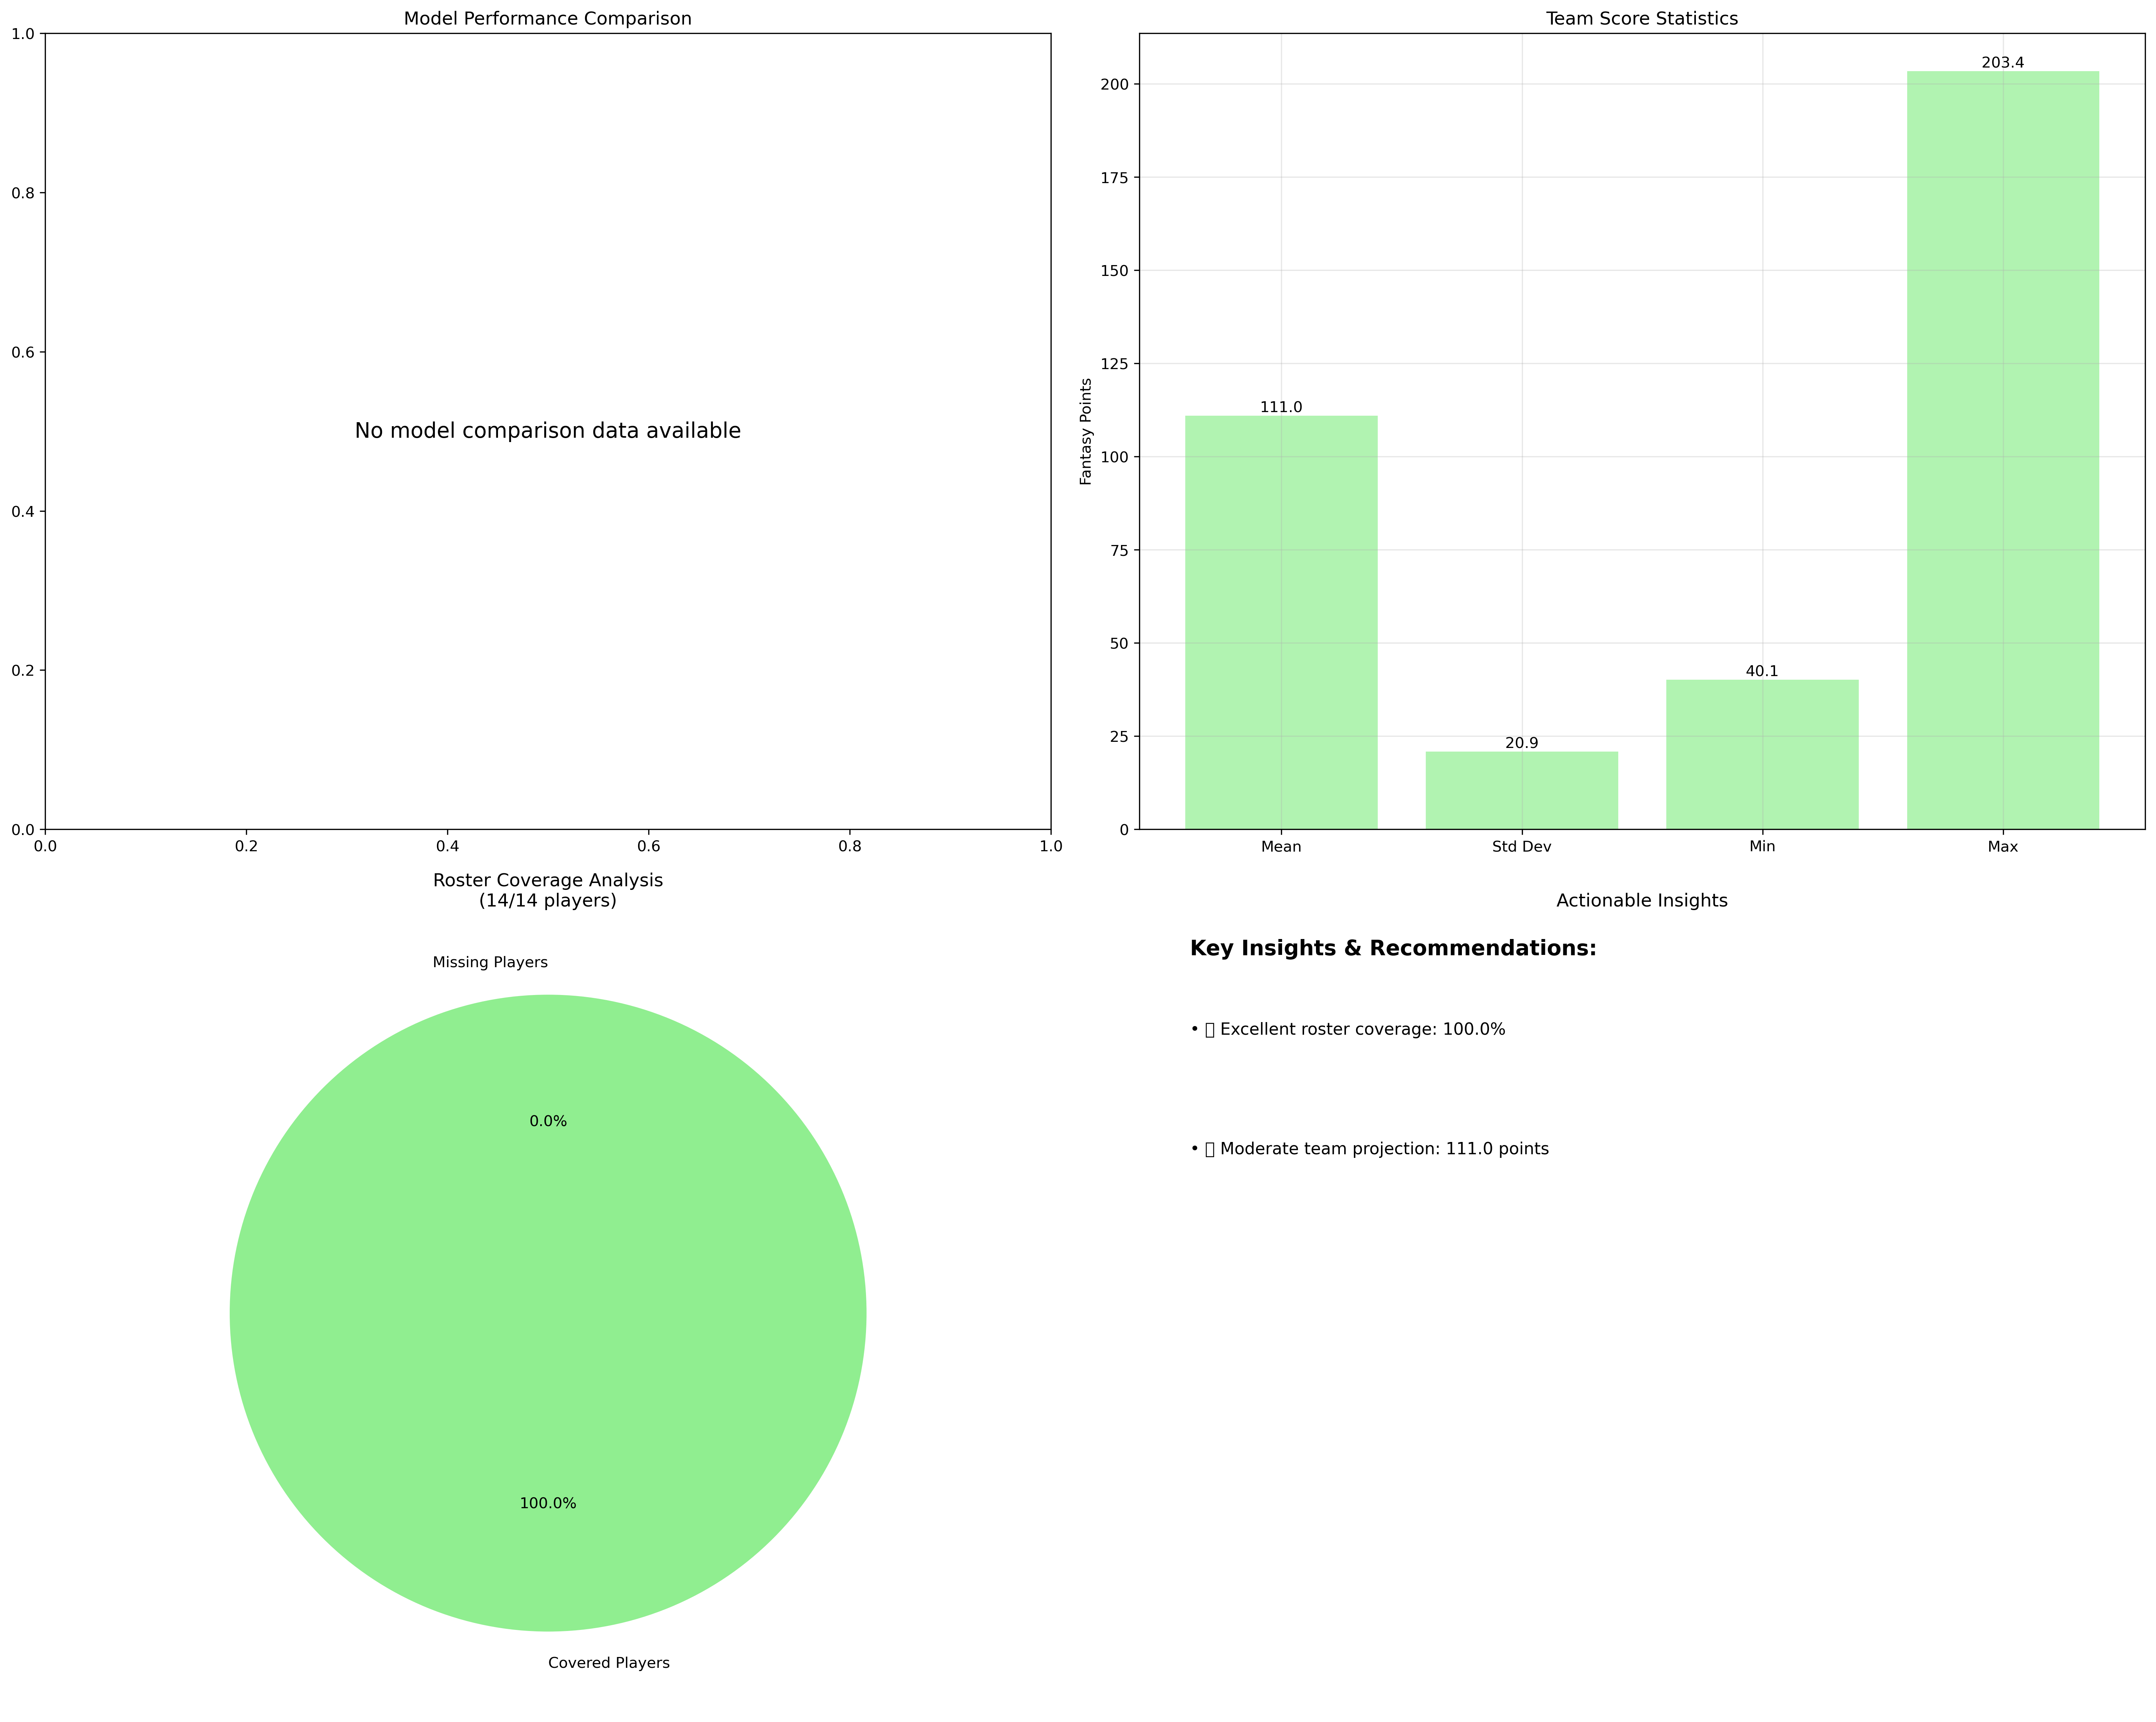 Model Performance Comparison
1.0
0.8
0.6
0.4
0.2
0.0
No model comparison data available
0.0 0.2 0.4 0.6 0.8 1.0
Team Score Statistics
Fantasy Points
200
175
150
125
100
75
50
25
0
111.0
20.9
40.1
203.4
Mean Std Dev Min Max
Roster Coverage Analysis
(14/14 players)
Missing Players
0.0%
100.0%
Covered Players
Actionable Insights
Key Insights & Recommendations:
• ▯ Excellent roster coverage: 100.0%
• ▯ Moderate team projection: 111.0 points